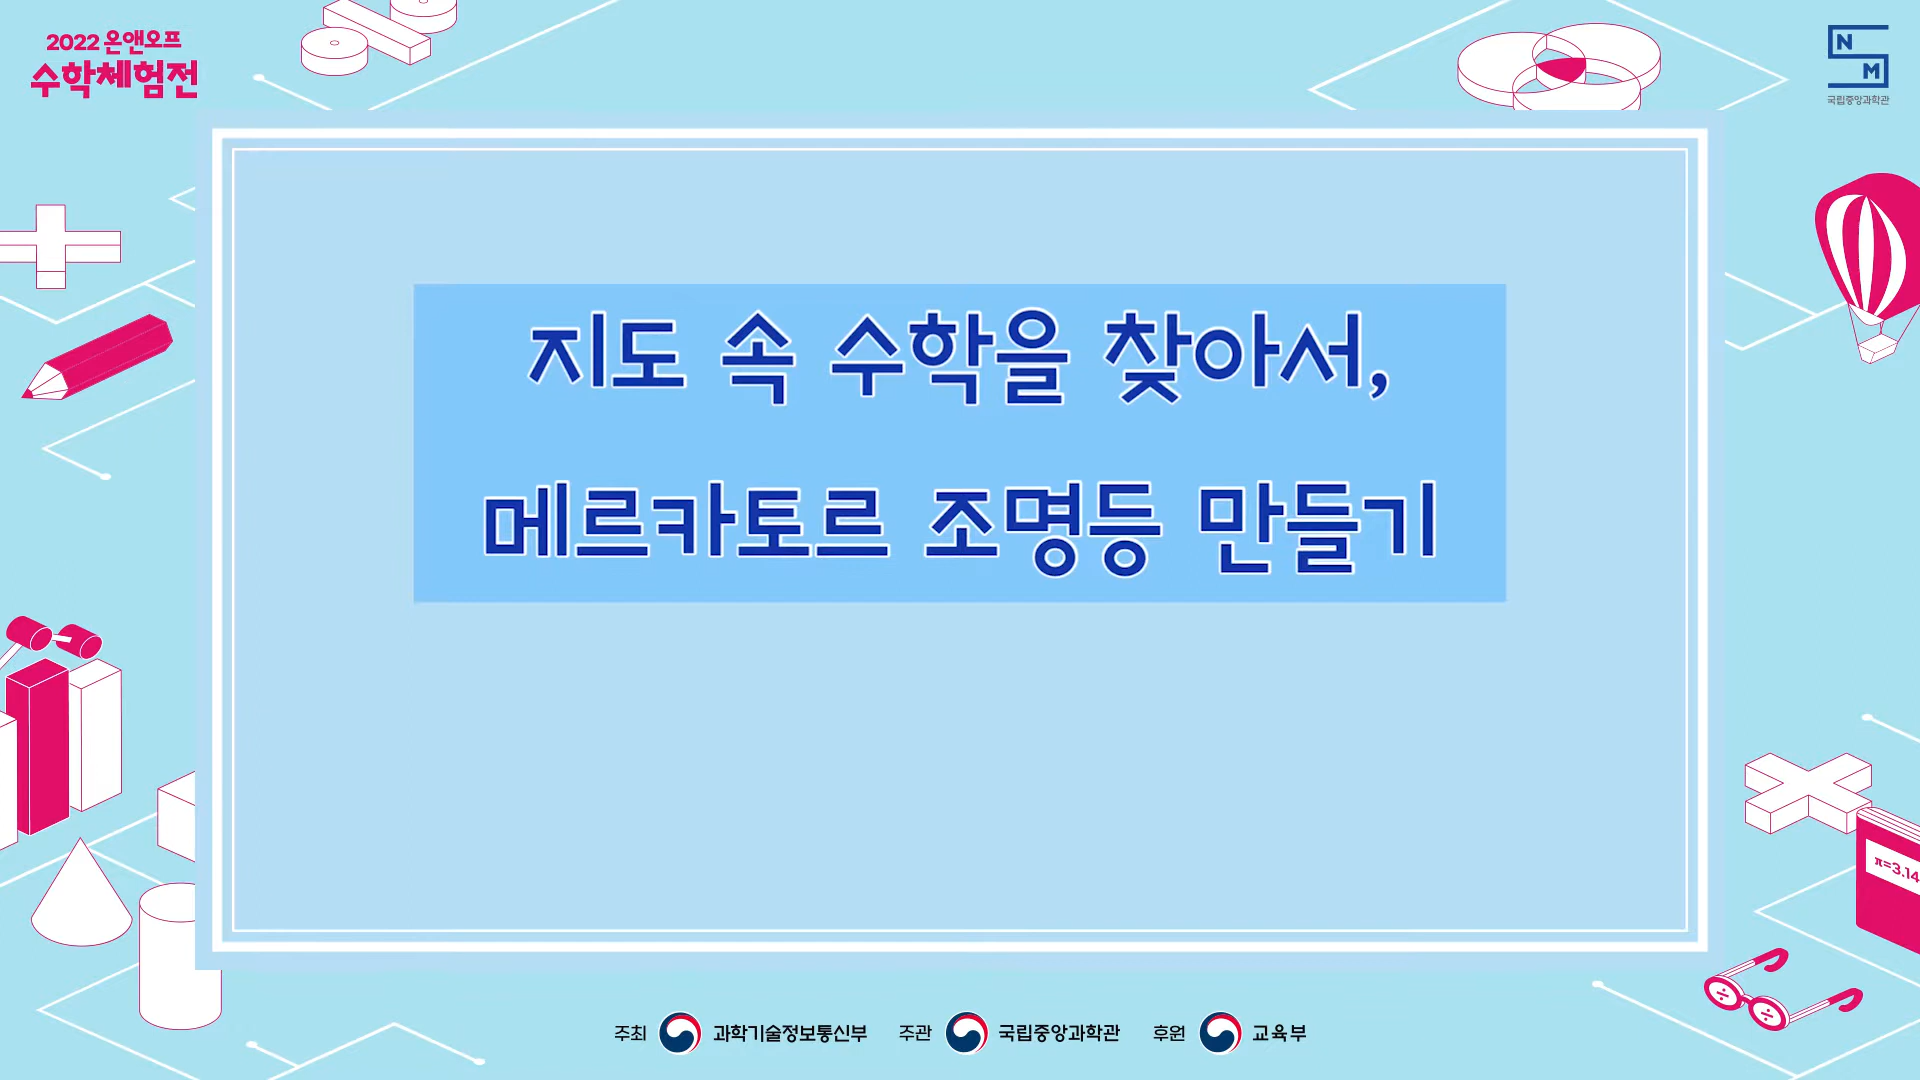 2022 온앤오프
수학체험전
N
S
M
국립중앙과학관
지도 속 수학을 찾아서,
메르카토르 조명등 만들기
π=3.14
주최 과학기술정보통신부 주관 국립중앙과학관 후원 교육부